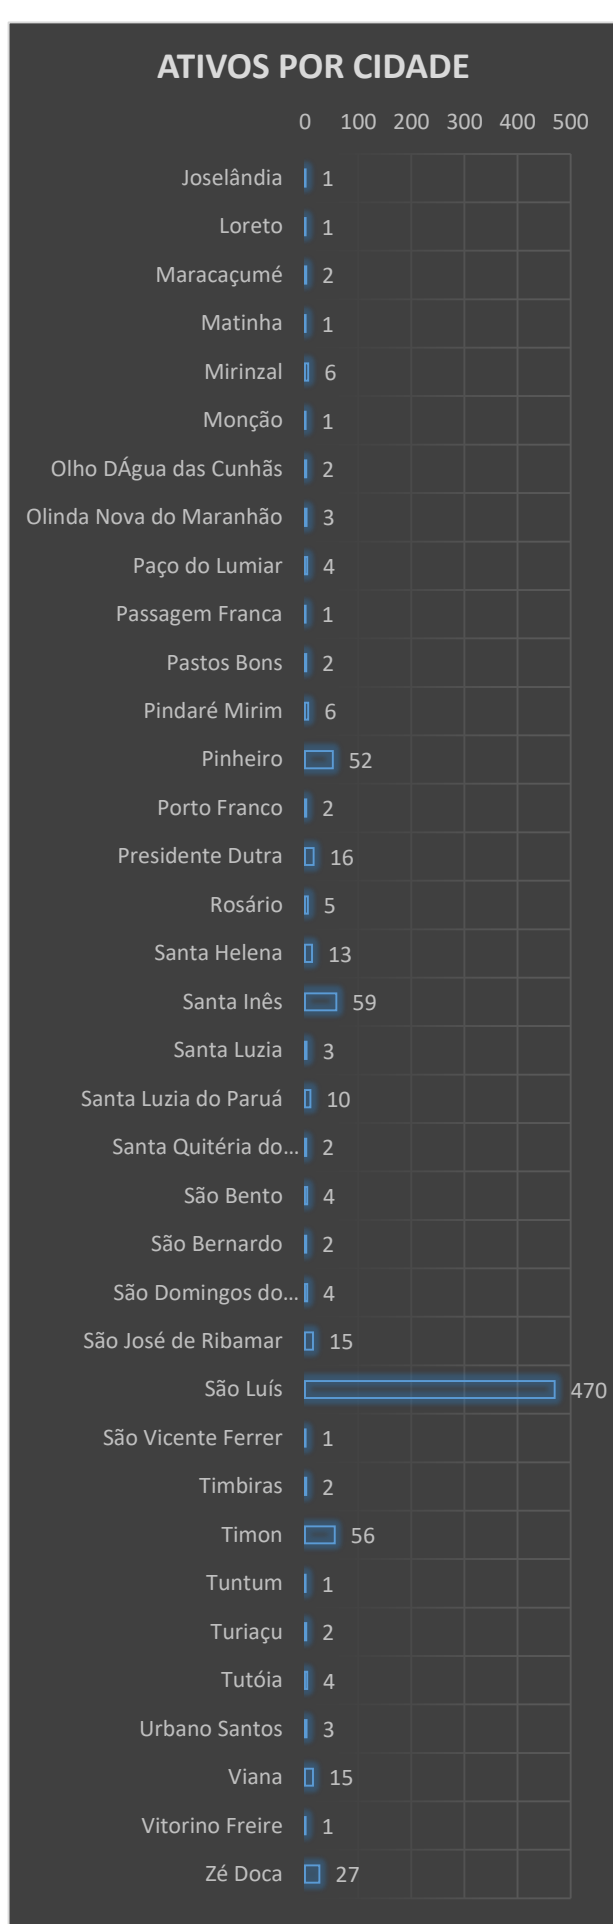 ATIVOS POR CIDADE
0 100 200 300 400 500
Joselândia 1
Loreto 1
Maracaçumé 2
Matinha 1
Mirinzal 6
Monção 1
Olho DÁgua das Cunhãs 2
Olinda Nova do Maranhão 3
Paço do Lumiar 4
Passagem Franca 1
Pastos Bons 2
Pindaré Mirim 6
Pinheiro 52
Porto Franco 2
Presidente Dutra 16
Rosário 5
Santa Helena 13
Santa Inês 59
Santa Luzia 3
Santa Luzia do Paruá 10
Santa Quitéria do... 2
São Bento 4
São Bernardo 2
São Domingos do... 4
São José de Ribamar 15
São Luís 470
São Vicente Ferrer 1
Timbiras 2
Timon 56
Tuntum 1
Turiaçu 2
Tutóia 4
Urbano Santos 3
Viana 15
Vitorino Freire 1
Zé Doca 27